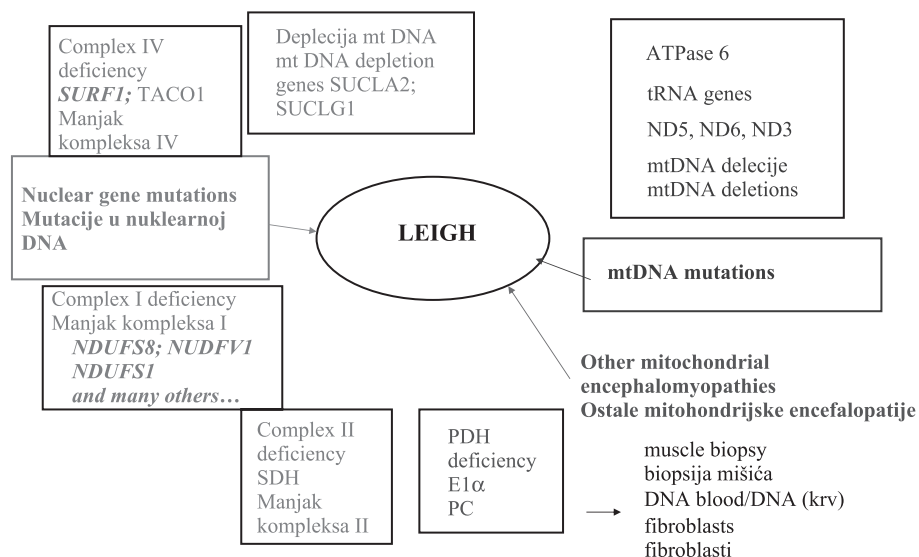 Complex IV
deficiency
SURF1; TACO1
Manjak
kompleksa IV
Deplecija mt DNA
mt DNA depletion
genes SUCLA2;
SUCLG1
ATPase 6
tRNA genes
ND5, ND6, ND3
mtDNA delecije
mtDNA deletions
Nuclear gene mutations
Mutacije u nuklearnoj
DNA
LEIGH
mtDNA mutations
Complex I deficiency
Manjak kompleksa I
NDUFS8; NUDFV1
NDUFS1
and many others…
Other mitochondrial
encephalomyopathies
Ostale mitohondrijske encefalopatije
Complex II
deficiency
SDH
Manjak
kompleksa II
PDH
deficiency
E1α
PC
muscle biopsy
biopsija mišića
DNA blood/DNA (krv)
fibroblasts
fibroblasti